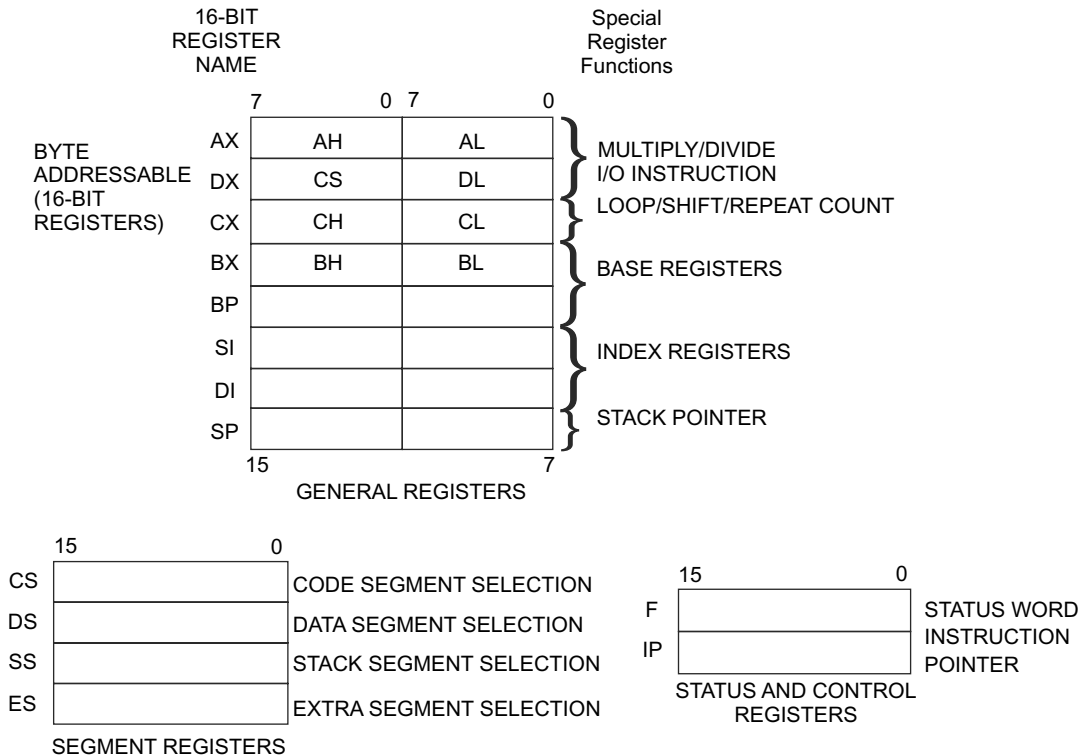 16-BIT
REGISTER
NAME
Special
Register
Functions
7 0 7 0
BYTE
ADDRESSABLE
(16-BIT
REGISTERS)
AX AH AL
DX CS DL
MULTIPLY/DIVIDE
I/O INSTRUCTION
CX CH CL LOOP/SHIFT/REPEAT COUNT
BX BH BL BASE REGISTERS
BP
SI INDEX REGISTERS
DI
SP STACK POINTER
15 7
GENERAL REGISTERS
15 0
CS CODE SEGMENT SELECTION
DS DATA SEGMENT SELECTION
SS STACK SEGMENT SELECTION
ES EXTRA SEGMENT SELECTION
SEGMENT REGISTERS
15 0
F STATUS WORD
IP INSTRUCTION
POINTER
STATUS AND CONTROL
REGISTERS